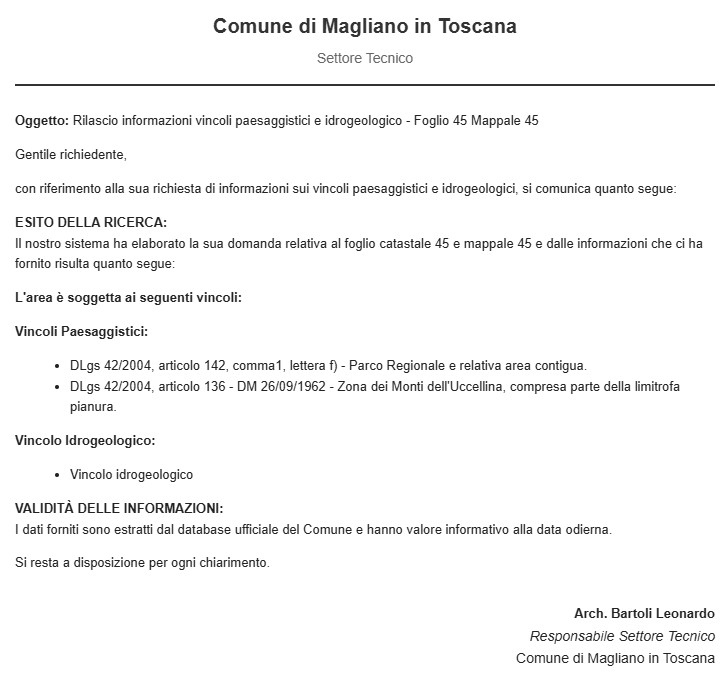 Comune di Magliano in Toscana
Settore Tecnico
Oggetto: Rilascio informazioni vincoli paesaggistici e idrogeologico - Foglio 45 Mappale 45
Gentile richiedente,
con riferimento alla sua richiesta di informazioni sui vincoli paesaggistici e idrogeologici, si comunica quanto segue:
ESITO DELLA RICERCA:
Il nostro sistema ha elaborato la sua domanda relativa al foglio catastale 45 e mappale 45 e dalle informazioni che ci ha
fornito risulta quanto segue:
L'area è soggetta ai seguenti vincoli:
Vincoli Paesaggistici:
• DLgs 42/2004, articolo 142, comma1, lettera f) - Parco Regionale e relativa area contigua.
• DLgs 42/2004, articolo 136 - DM 26/09/1962 - Zona dei Monti dell'Uccellina, compresa parte della limitrofa
pianura.
Vincolo Idrogeologico:
• Vincolo idrogeologico
VALIDITÀ DELLE INFORMAZIONI:
I dati forniti sono estratti dal database ufficiale del Comune e hanno valore informativo alla data odierna.
Si resta a disposizione per ogni chiarimento.
Arch. Bartoli Leonardo
Responsabile Settore Tecnico
Comune di Magliano in Toscana